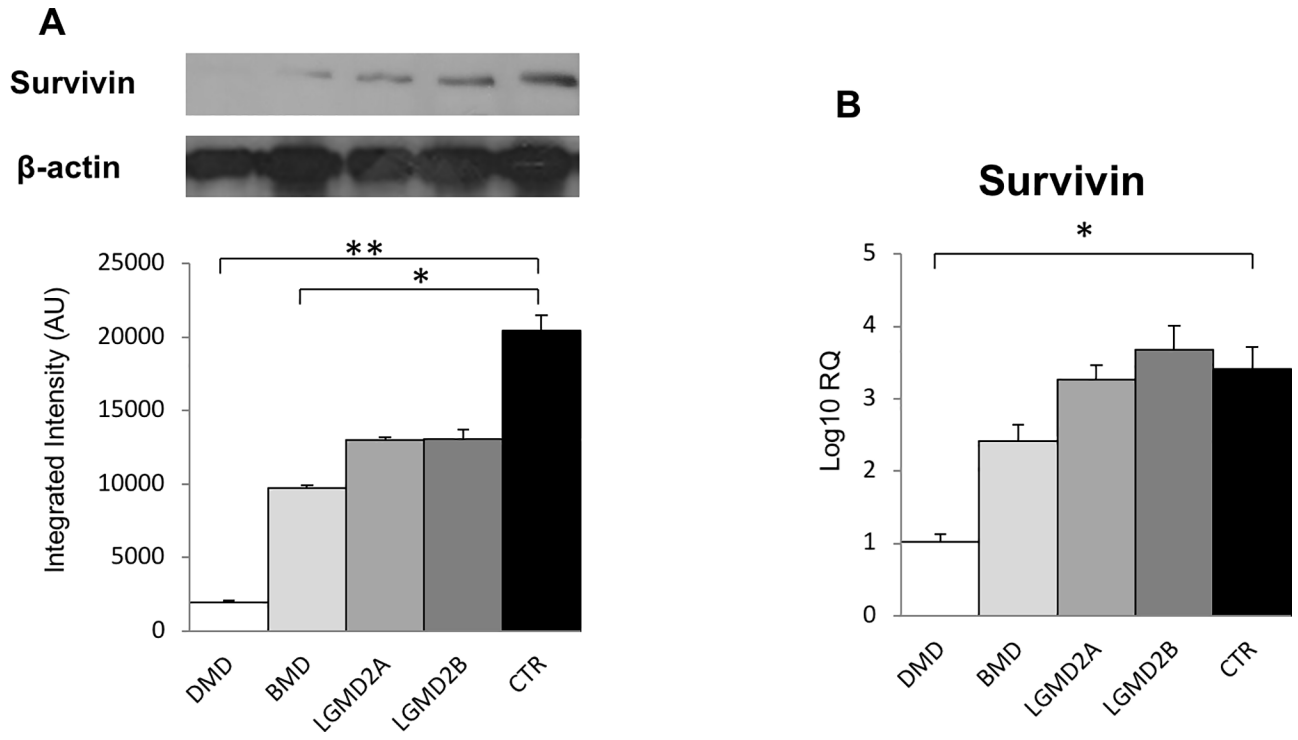 A
Survivin
β-actin
**
*
Integrated Intensity (AU)
25000
20000
15000
10000
5000
0
DMD
BMD
LGMD2A
LGMD2B
CTR
B
Survivin
*
Log10 RQ
5
4
3
2
1
0
DMD
BMD
LGMD2A
LGMD2B
CTR